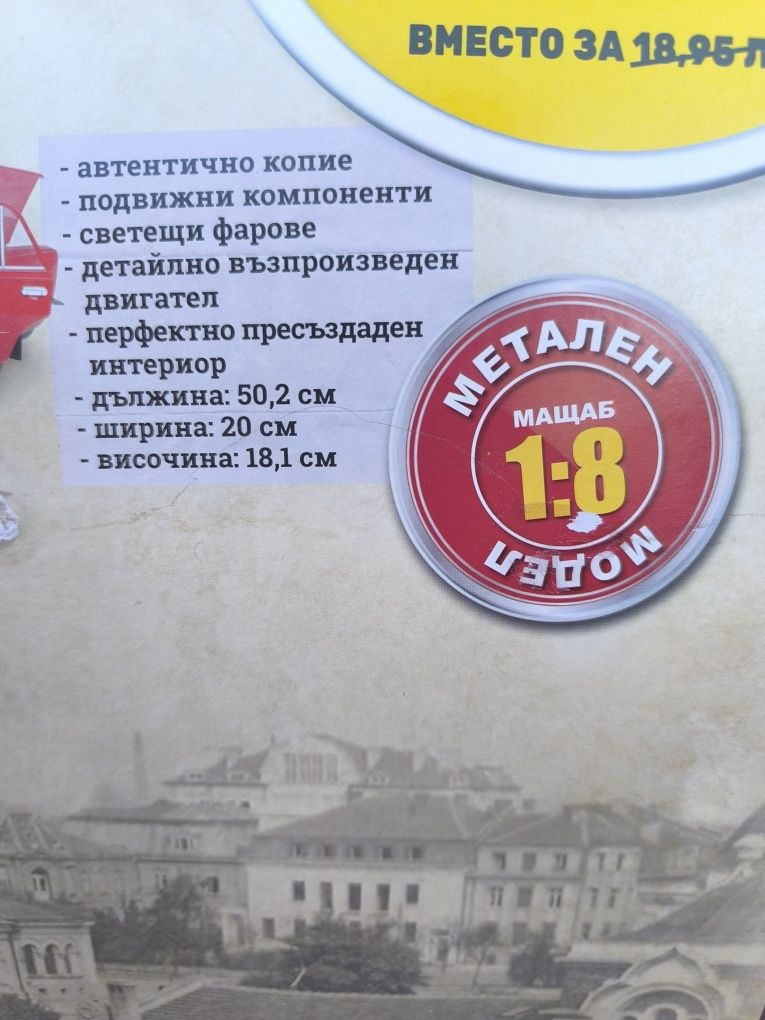 ВМЕСТО ЗА 18,95 Л
- автентично копие
- подвижни компоненти
- светещи фарове
- детайлно възпроизведен
двигател
- перфектно пресъздаден
интериор
- дължина: 50,2 см
- ширина: 20 см
- височина: 18,1 см
МЕТАЛЕН
МАЩАБ
1:8
МОДЕЛ